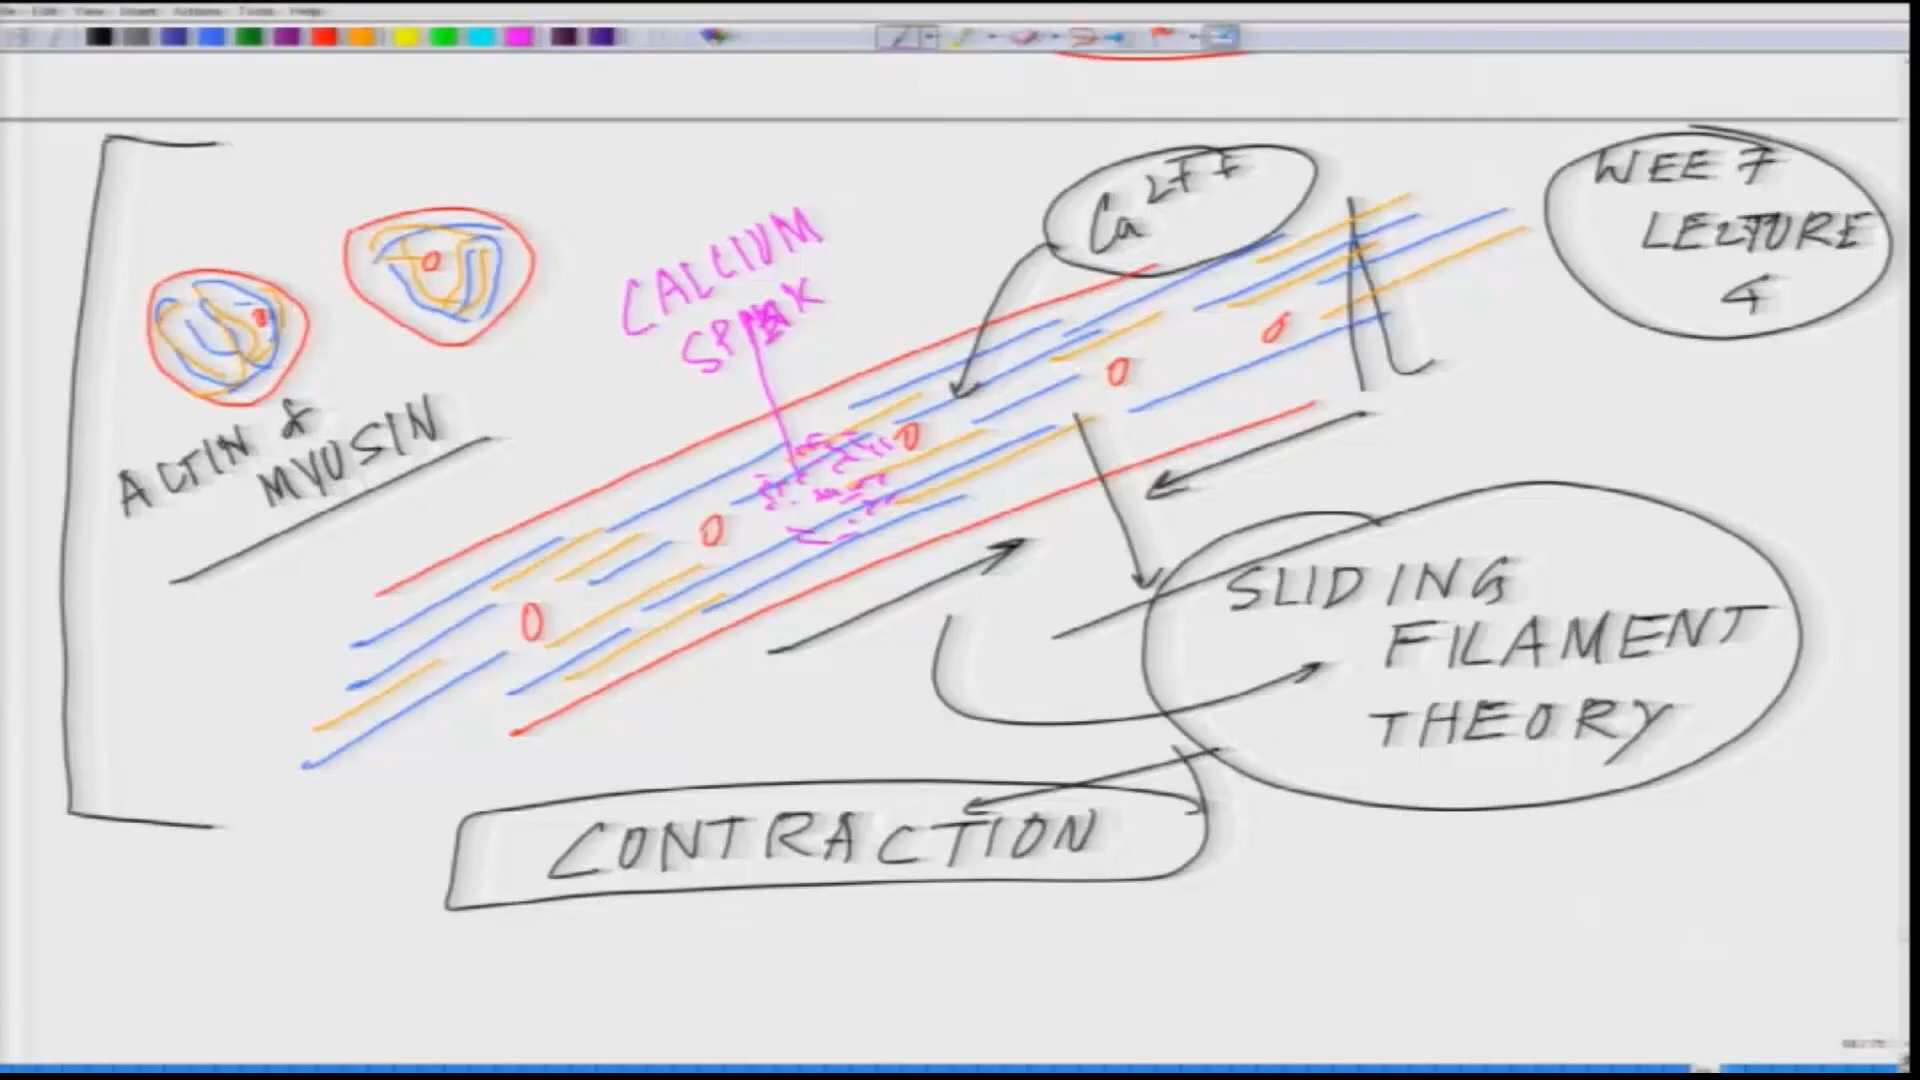 Ca2++
WEE 7
LECTURE
4
CALCIUM
ACTIN &
MYOSIN
SLIDING
FILAMENT
THEORY
CONTRACTION